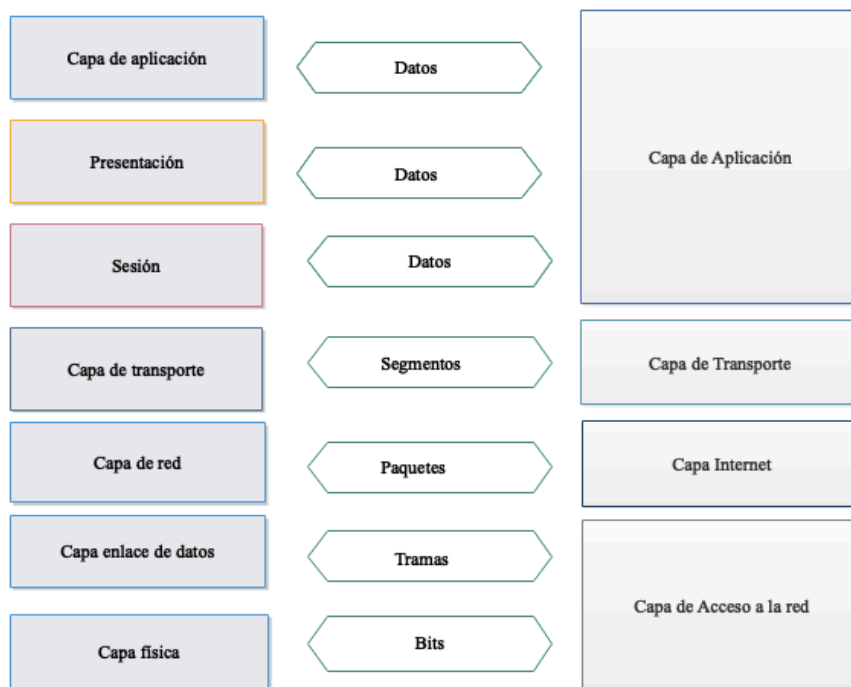 Capa de aplicación
Datos
Presentación
Datos
Capa de Aplicación
Sesión
Datos
Capa de transporte
Segmentos
Capa de Transporte
Capa de red
Paquetes
Capa Internet
Capa enlace de datos
Tramas
Capa de Acceso a la red
Capa física
Bits